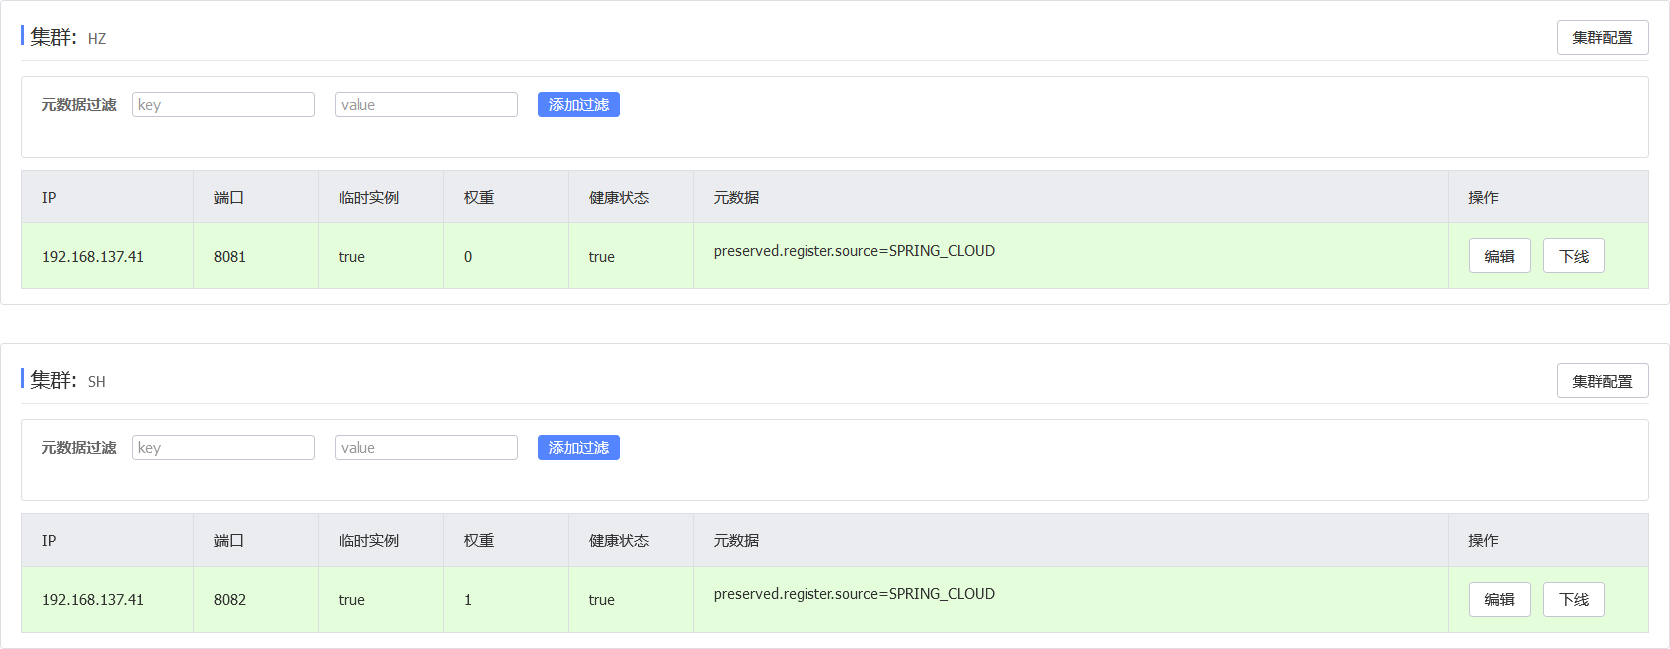 集群: HZ 集群配置
元数据过滤 key value 添加过滤
IP 端口 临时实例 权重 健康状态 元数据 操作
192.168.137.41 8081 true 0 true preserved.register.source=SPRING_CLOUD 编辑 下线
集群: SH 集群配置
元数据过滤 key value 添加过滤
IP 端口 临时实例 权重 健康状态 元数据 操作
192.168.137.41 8082 true 1 true preserved.register.source=SPRING_CLOUD 编辑 下线